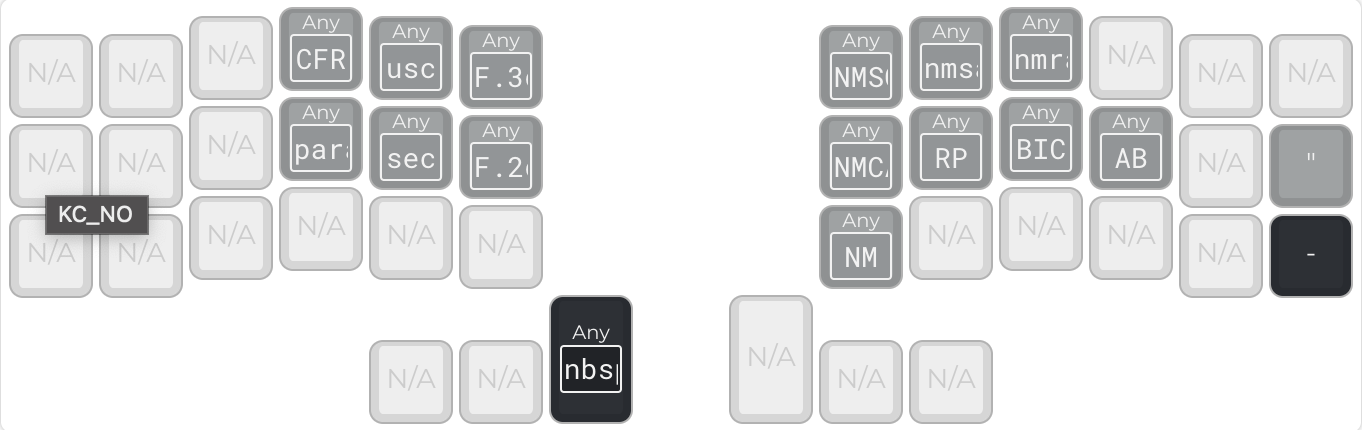 N/A N/A N/A Any CFR Any usc Any F.3 Any NMS Any nms Any nmr N/A N/A N/A
N/A N/A N/A Any par Any sec Any F.2 Any NMC Any RP Any BIC Any AB N/A "
KC_NO
N/A N/A N/A N/A N/A N/A Any NM N/A N/A N/A N/A -
N/A N/A Any nbs N/A N/A N/A